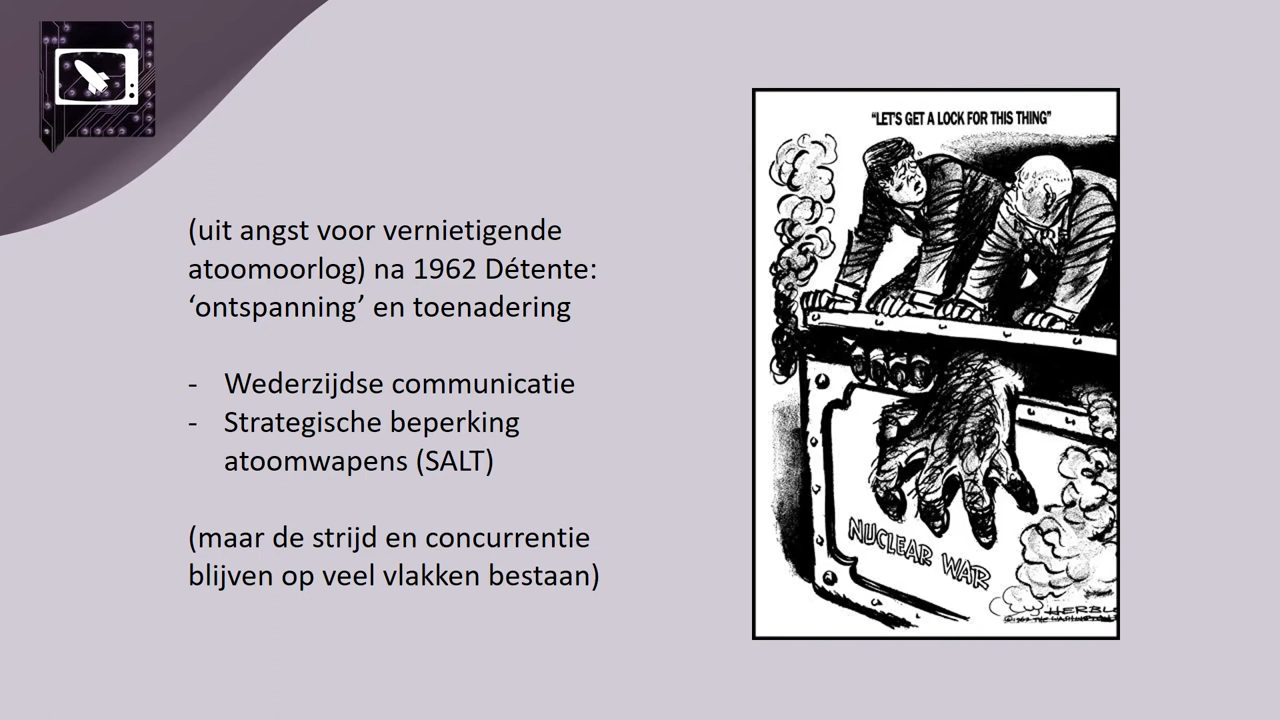 (uit angst voor vernietigende
atoomoorlog) na 1962 Détente:
‘ontspanning’ en toenadering
- Wederzijdse communicatie
- Strategische beperking
atoomwapens (SALT)
(maar de strijd en concurrentie
blijven op veel vlakken bestaan)
“LET'S GET A LOCK FOR THIS THING”
NUCLEAR WAR